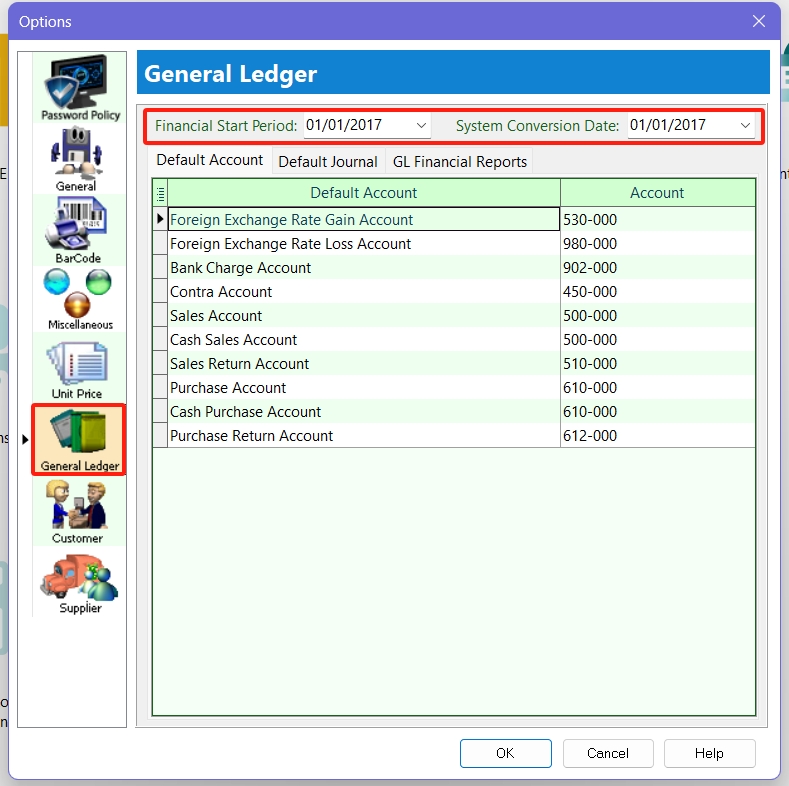 Options
Password Policy
General
BarCode
Miscellaneous
Unit Price
General Ledger
Customer
Supplier
General Ledger
Financial Start Period: 01/01/2017 System Conversion Date: 01/01/2017
Default Account Default Journal GL Financial Reports
Default Account Account
Foreign Exchange Rate Gain Account 530-000
Foreign Exchange Rate Loss Account 980-000
Bank Charge Account 902-000
Contra Account 450-000
Sales Account 500-000
Cash Sales Account 500-000
Sales Return Account 510-000
Purchase Account 610-000
Cash Purchase Account 610-000
Purchase Return Account 612-000
OK Cancel Help